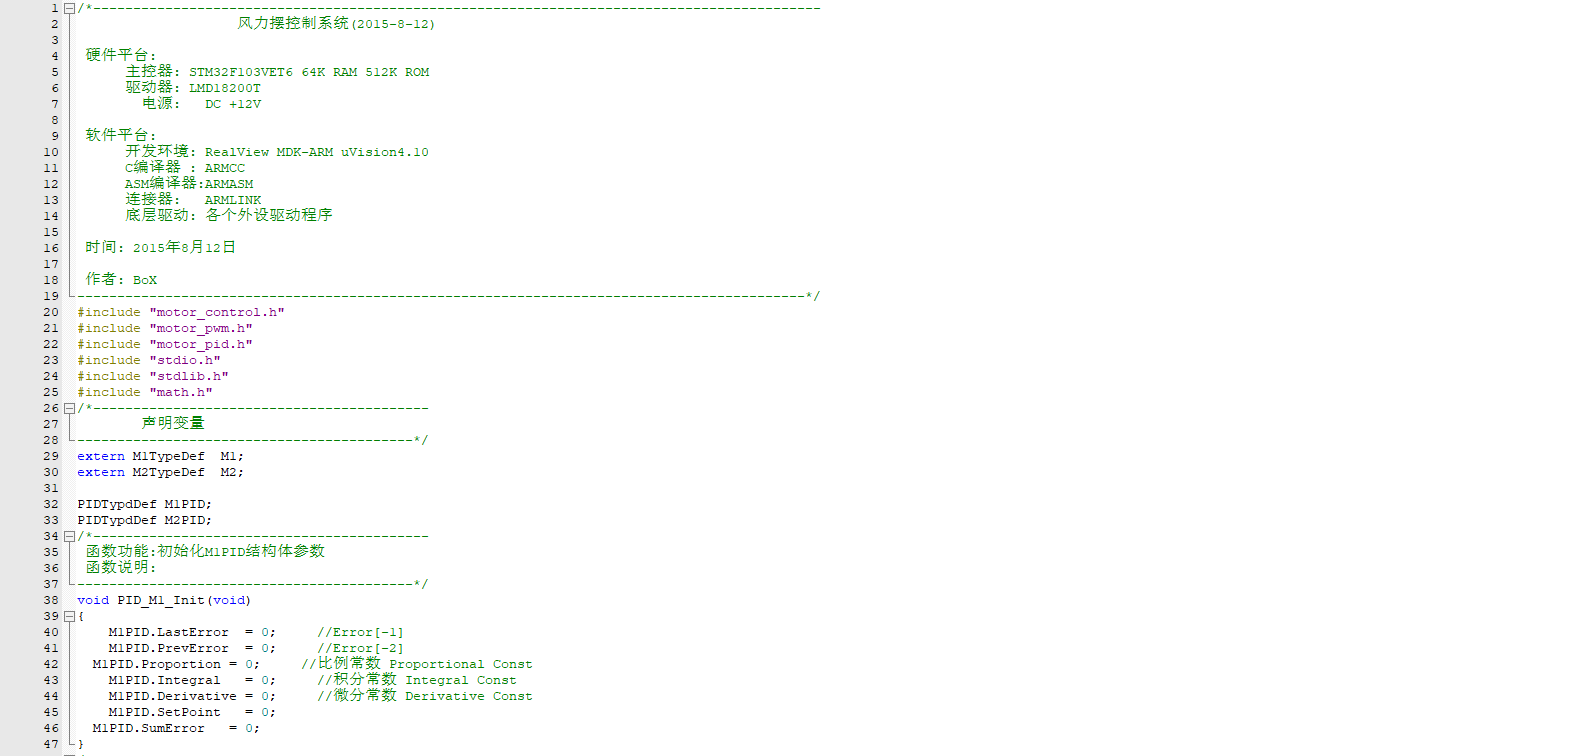 1 /*-------------------------------------------------------------------------------------------
2 风力摆控制系统(2015-8-12)
3
4 硬件平台:
5 主控器: STM32F103VET6 64K RAM 512K ROM
6 驱动器: LMD18200T
7 电源: DC +12V
8
9 软件平台:
10 开发环境: RealView MDK-ARM uVision4.10
11 C编译器 : ARMCC
12 ASM编译器:ARMASM
13 连接器: ARMLINK
14 底层驱动: 各个外设驱动程序
15
16 时间: 2015年8月12日
17
18 作者: BoX
19 -------------------------------------------------------------------------------------------*/
20 #include "motor_control.h"
21 #include "motor_pwm.h"
22 #include "motor_pid.h"
23 #include "stdio.h"
24 #include "stdlib.h"
25 #include "math.h"
26 /*------------------------------------------
27 声明变量
28 ------------------------------------------*/
29 extern M1TypeDef  M1;
30 extern M2TypeDef  M2;
31
32 PIDTypdDef M1PID;
33 PIDTypdDef M2PID;
34 /*------------------------------------------
35 函数功能:初始化M1PID结构体参数
36 函数说明:
37 ------------------------------------------*/
38 void PID_M1_Init(void)
39 {
40 M1PID.LastError  = 0;     //Error[-1]
41 M1PID.PrevError  = 0;     //Error[-2]
42 M1PID.Proportion = 0;     //比例常数 Proportional Const
43 M1PID.Integral   = 0;     //积分常数 Integral Const
44 M1PID.Derivative = 0;     //微分常数 Derivative Const
45 M1PID.SetPoint   = 0;
46 M1PID.SumError   = 0;
47 }